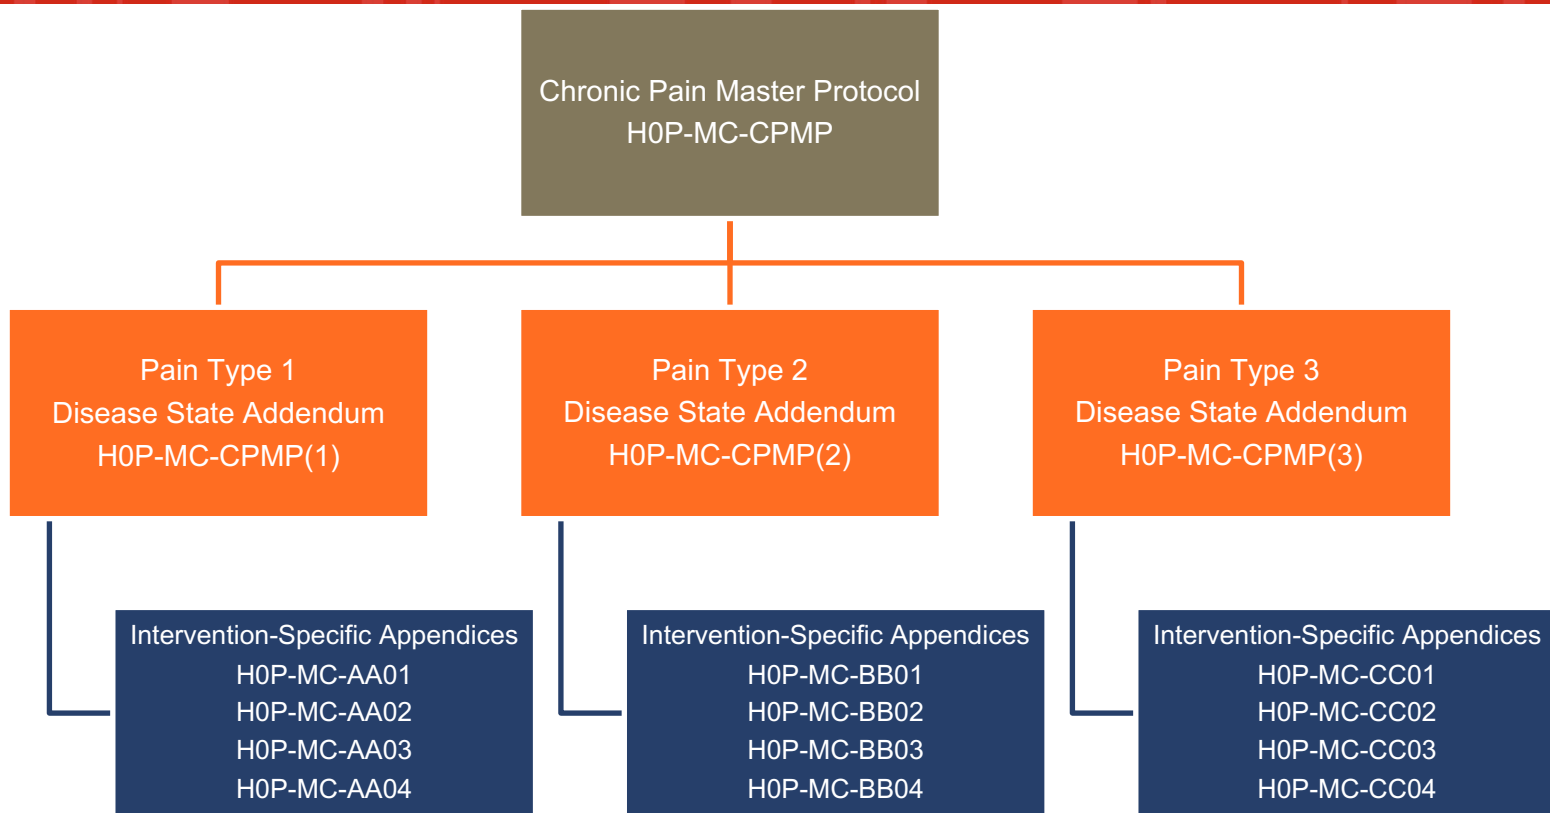 Chronic Pain Master Protocol
H0P-MC-CPMP
Pain Type 1
Disease State Addendum
H0P-MC-CPMP(1)
Pain Type 2
Disease State Addendum
H0P-MC-CPMP(2)
Pain Type 3
Disease State Addendum
H0P-MC-CPMP(3)
Intervention-Specific Appendices
H0P-MC-AA01
H0P-MC-AA02
H0P-MC-AA03
H0P-MC-AA04
Intervention-Specific Appendices
H0P-MC-BB01
H0P-MC-BB02
H0P-MC-BB03
H0P-MC-BB04
Intervention-Specific Appendices
H0P-MC-CC01
H0P-MC-CC02
H0P-MC-CC03
H0P-MC-CC04